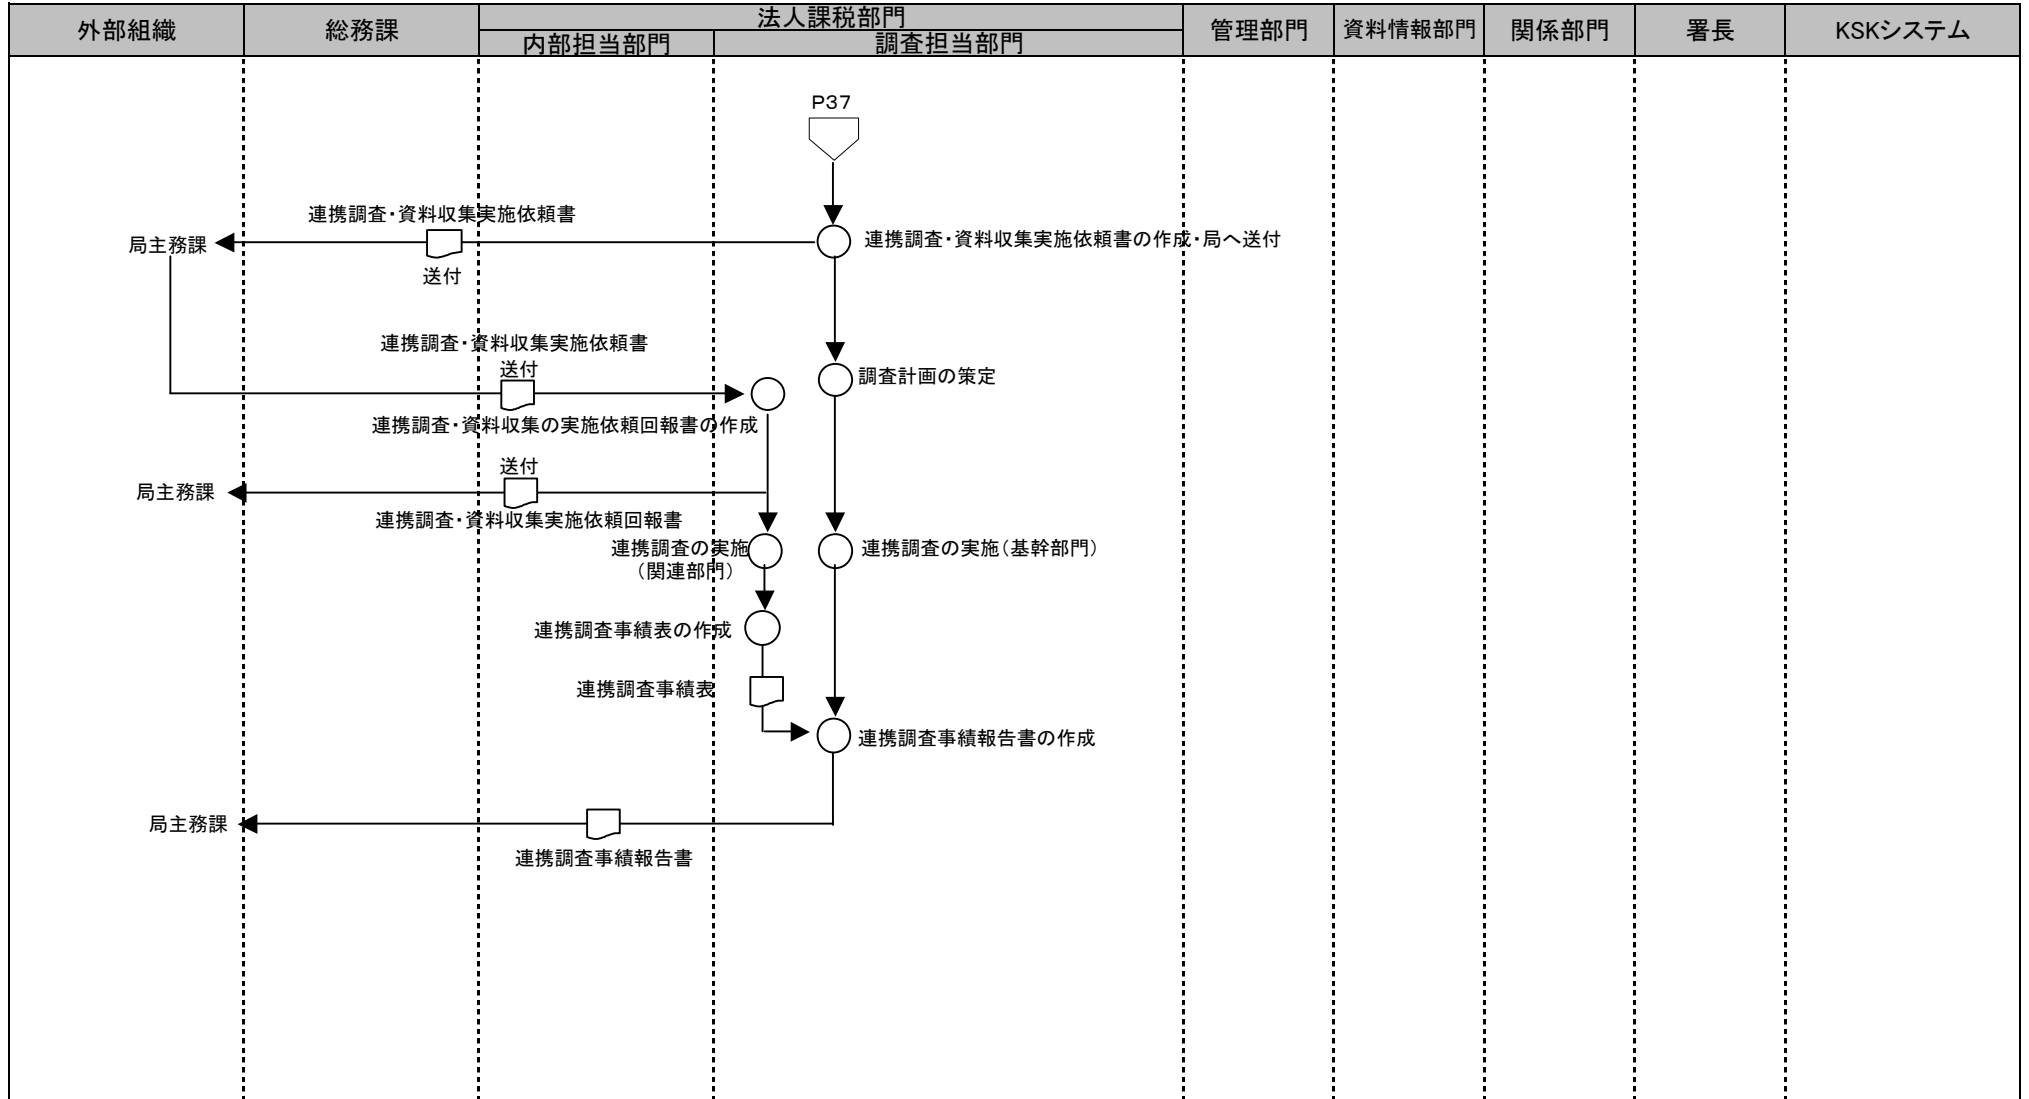 外部組織
総務課
法人課税部門
内部担当部門
調査担当部門
管理部門
資料情報部門
関係部門
署長
KSKシステム
P37
連携調査・資料収集実施依頼書
局主務課
送付
連携調査・資料収集実施依頼書の作成・局へ送付
連携調査・資料収集実施依頼書
送付
調査計画の策定
連携調査・資料収集の実施依頼回報書の作成
送付
局主務課
連携調査・資料収集実施依頼回報書
連携調査の実施
（関連部門）
連携調査の実施（基幹部門）
連携調査事績表の作成
連携調査事績表
連携調査事績報告書の作成
局主務課
連携調査事績報告書